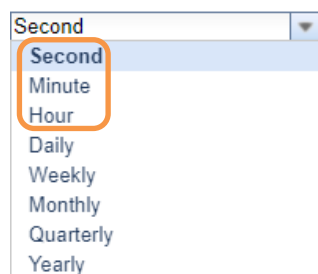 Second
Second
Minute
Hour
Daily
Weekly
Monthly
Quarterly
Yearly